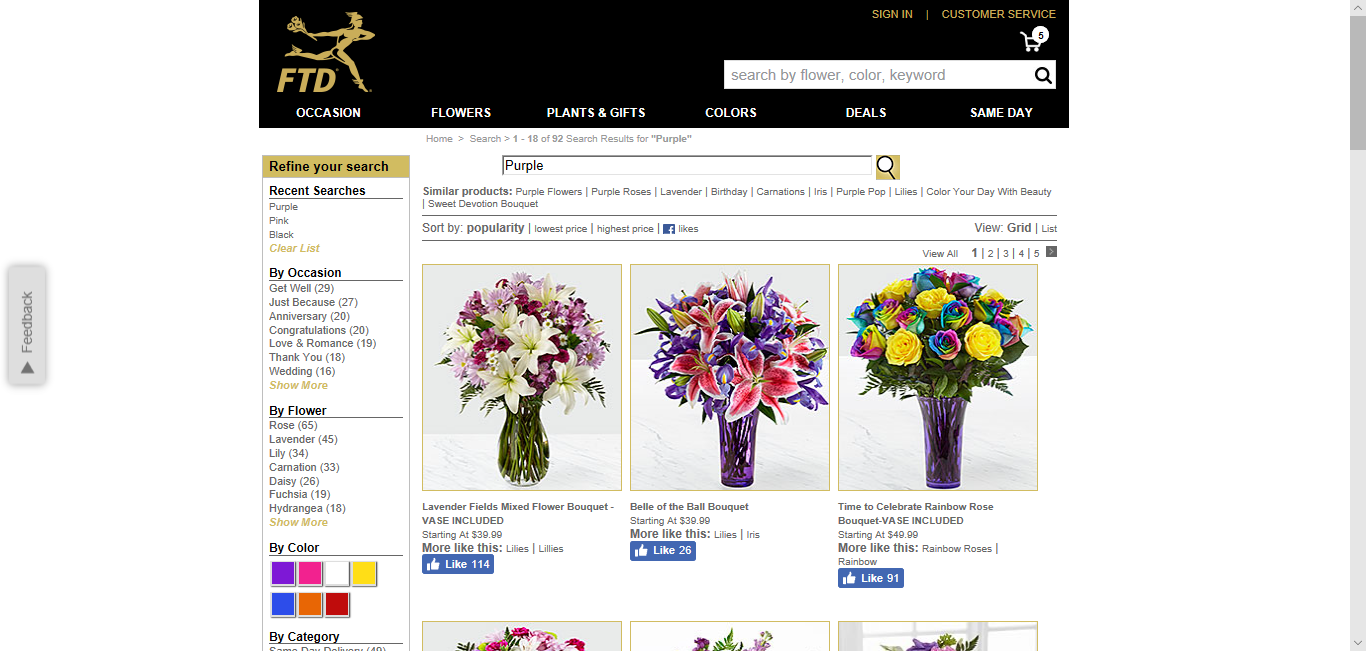 SIGN IN | CUSTOMER SERVICE
5
FTD
search by flower, color, keyword
OCCASION FLOWERS PLANTS & GIFTS COLORS DEALS SAME DAY
Home > Search > 1 - 18 of 92 Search Results for "Purple"
Refine your search
Recent Searches
Purple
Pink
Black
Clear List
By Occasion
Get Well (29)
Just Because (27)
Anniversary (20)
Congratulations (20)
Love & Romance (19)
Thank You (18)
Wedding (16)
Show More
By Flower
Rose (65)
Lavender (45)
Lily (34)
Carnation (33)
Daisy (26)
Fuchsia (19)
Hydrangea (18)
Show More
By Color
By Category
Same Day Delivery (49)
Feedback
Purple
Similar products: Purple Flowers | Purple Roses | Lavender | Birthday | Carnations | Iris | Purple Pop | Lilies | Color Your Day With Beauty
| Sweet Devotion Bouquet
Sort by: popularity | lowest price | highest price | likes
View: Grid | List
View All 1 | 2 | 3 | 4 | 5 >
Lavender Fields Mixed Flower Bouquet -
VASE INCLUDED
Starting At $39.99
More like this: Lilies | Lillies
Like 114
Belle of the Ball Bouquet
Starting At $39.99
More like this: Lilies | Iris
Like 26
Time to Celebrate Rainbow Rose
Bouquet-VASE INCLUDED
Starting At $49.99
More like this: Rainbow Roses |
Rainbow
Like 91